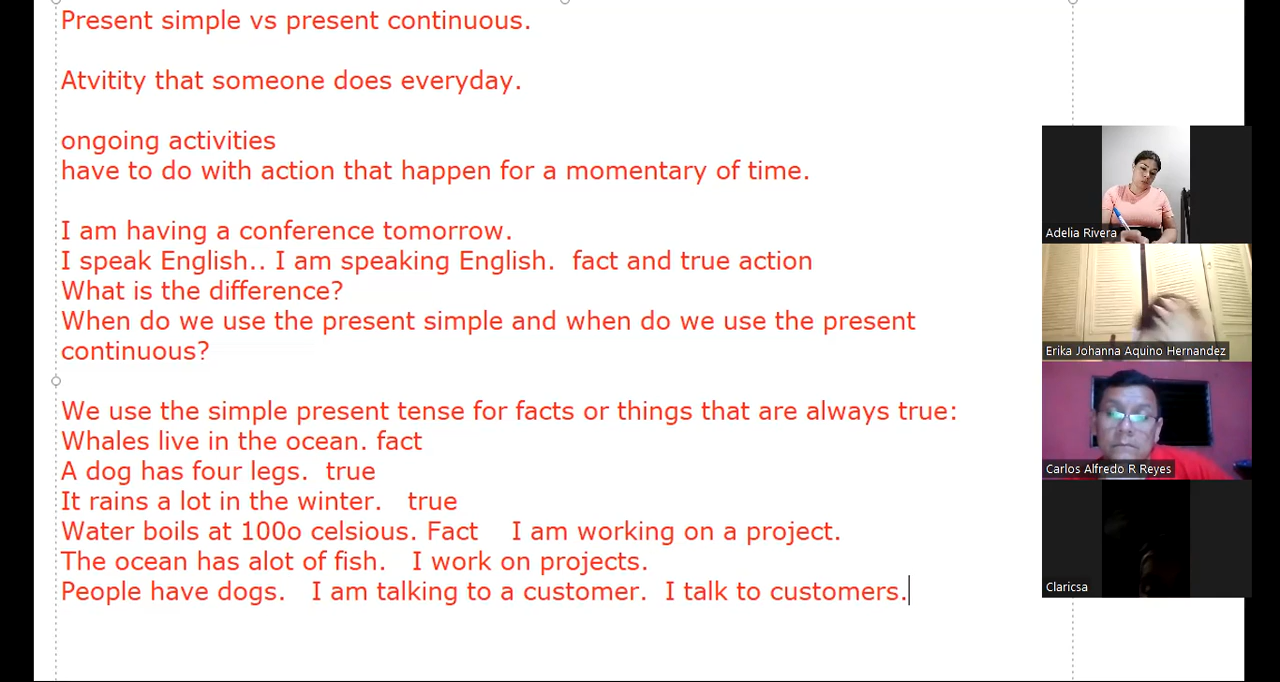 Present simple vs present continuous.
Atvitity that someone does everyday.
ongoing activities
have to do with action that happen for a momentary of time.
I am having a conference tomorrow.
I speak English.. I am speaking English.  fact and true action
What is the difference?
When do we use the present simple and when do we use the present
continuous?
We use the simple present tense for facts or things that are always true:
Whales live in the ocean. fact
A dog has four legs.  true
It rains a lot in the winter.   true
Water boils at 100o celsious. Fact    I am working on a project.
The ocean has alot of fish.   I work on projects.
People have dogs.   I am talking to a customer.  I talk to customers.
Adelia Rivera
Erika Johanna Aquino Hernandez
Carlos Alfredo R Reyes
Claricsa